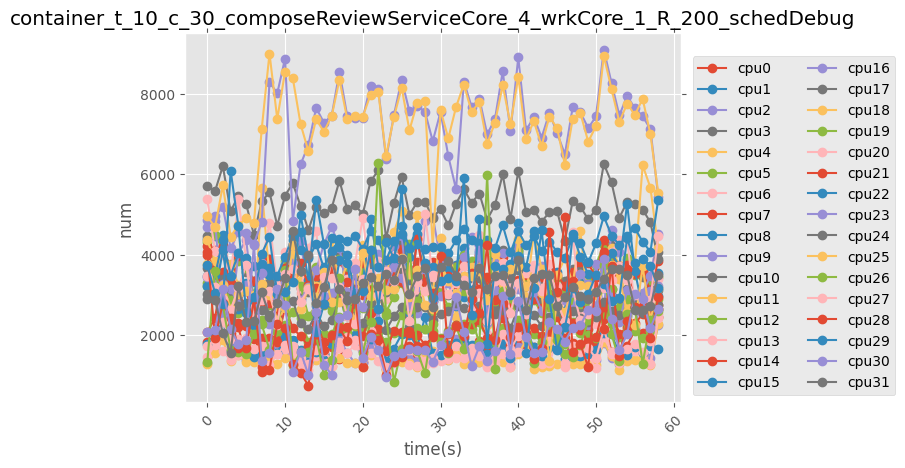 container_t_10_c_30_composeReviewServiceCore_4_wrkCore_1_R_200_schedDebug
num
8000
6000
4000
2000
0
10
20
30
40
50
60
time(s)
cpu0
cpu1
cpu2
cpu3
cpu4
cpu5
cpu6
cpu7
cpu8
cpu9
cpu10
cpu11
cpu12
cpu13
cpu14
cpu15
cpu16
cpu17
cpu18
cpu19
cpu20
cpu21
cpu22
cpu23
cpu24
cpu25
cpu26
cpu27
cpu28
cpu29
cpu30
cpu31